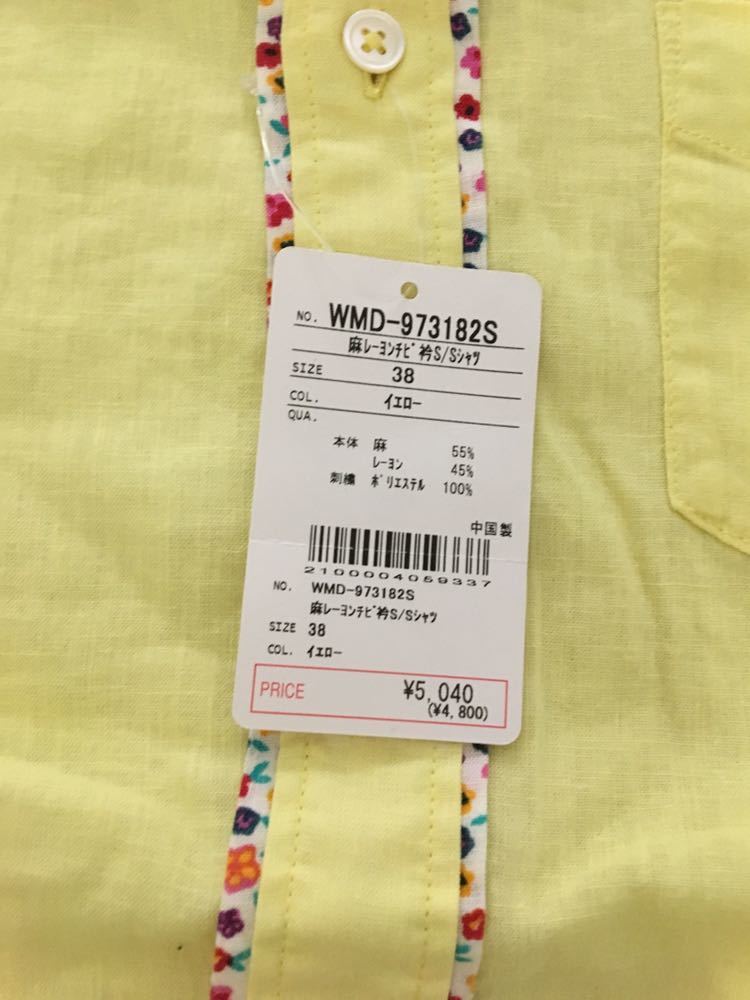 NO. WMD-973182S
麻ﾚｰﾖﾝﾁﾋﾞ衿S/Sｼｬﾂ
SIZE 38
COL. ｲｴﾛｰ
QUA.
本体 麻 55%
ﾚｰﾖﾝ 45%
刺繍 ﾎﾟﾘｴｽﾃﾙ 100%
中国製
2100004059337
NO. WMD-973182S
麻ﾚｰﾖﾝﾁﾋﾞ衿S/Sｼｬﾂ
SIZE 38
COL. ｲｴﾛｰ
PRICE ¥5,040
(¥4,800)